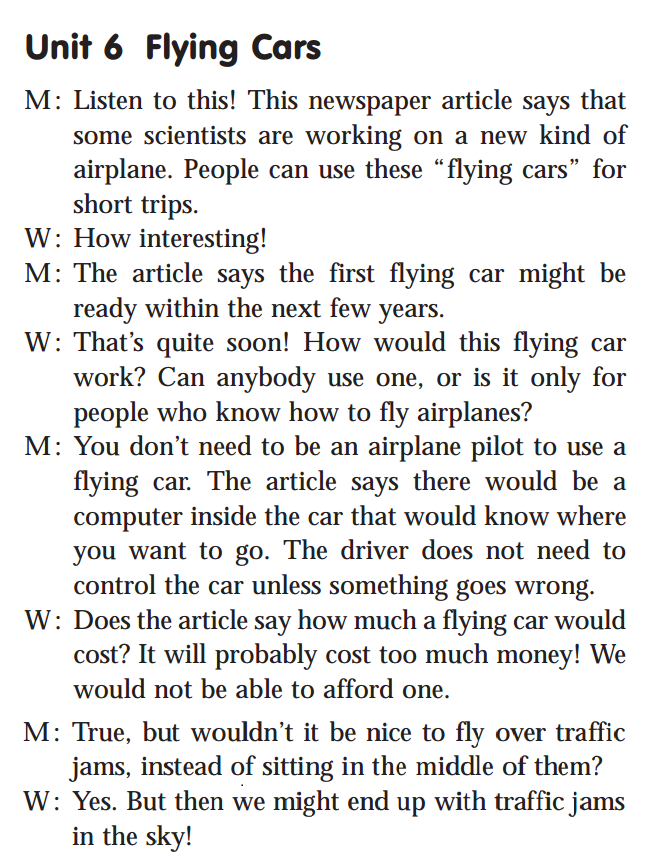 Unit 6 Flying Cars
M: Listen to this! This newspaper article says that
some scientists are working on a new kind of
airplane. People can use these “flying cars” for
short trips.
W: How interesting!
M: The article says the first flying car might be
ready within the next few years.
W: That’s quite soon! How would this flying car
work? Can anybody use one, or is it only for
people who know how to fly airplanes?
M: You don’t need to be an airplane pilot to use a
flying car. The article says there would be a
computer inside the car that would know where
you want to go. The driver does not need to
control the car unless something goes wrong.
W: Does the article say how much a flying car would
cost? It will probably cost too much money! We
would not be able to afford one.
M: True, but wouldn’t it be nice to fly over traffic
jams, instead of sitting in the middle of them?
W: Yes. But then we might end up with traffic jams
in the sky!